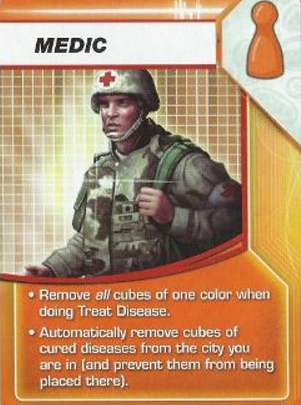 MEDIC
• Remove all cubes of one color when
doing Treat Disease.
• Automatically remove cubes of
cured diseases from the city you
are in (and prevent them from being
placed there).